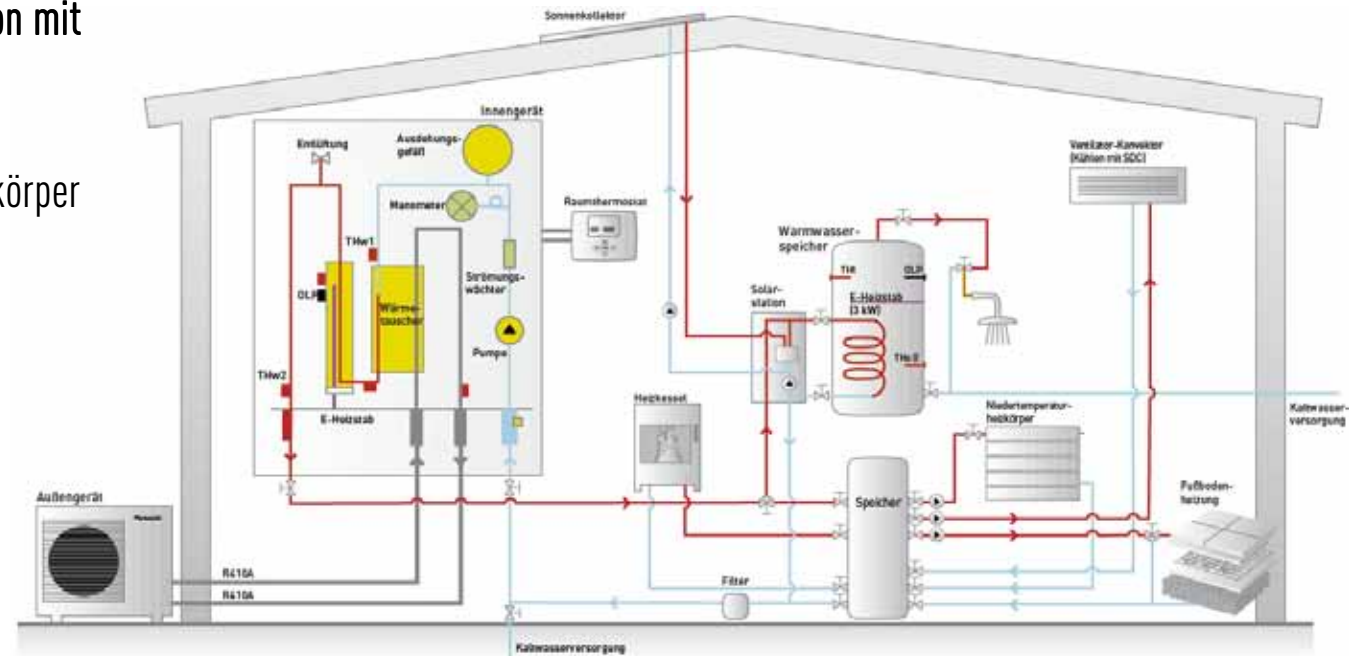 on mit
körper
Sonnenkollektor
Innengerät
Entlüftung
Ausdehungs-
gefäß
Manometer
Raumthermostat
THw1
OLP
Wärme-
tauscher
Strömungs-
wächter
Pumpe
THw2
E-Heizstab
Ventilator-Konvektor
(Kühlen mit SDC)
Warmwasser-
speicher
OLP
Solar-
station
E-Heizstab
(3 kW)
Heizkessel
Niedertemperatur-
heizkörper
Kaltwasser-
versorgung
Speicher
Fußboden-
heizung
Außengerät
Panasonic
R410A
R410A
Filter
Kaltwasserversorgung